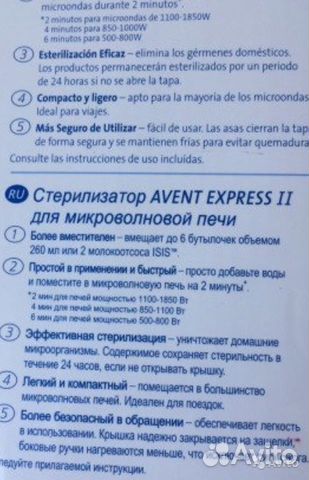 microondas durante 2 minutos*.
*2 minutos para microondas de 1100-1850W
4 minutos para 850-1000W
6 minutos para 500-800W
3 Esterilización Eficaz – elimina los gérmenes domésticos.
Los productos permanecerán esterilizados por un periodo
de 24 horas si no se abre la tapa.
4 Compacto y ligero – apto para la mayoria de los microondas
Ideal para viajes.
5 Más Seguro de Utilizar – fácil de usar. Las asas cierran la tap
de forma segura y se mantienen frías para evitar quemadura
Consulte las instrucciones de uso incluídas.
RU Стерилизатор AVENT EXPRESS II
для микроволновой печи
1 Более вместителен – вмещает до 6 бутылочек объемом
260 мл или 2 молокоотсоса ISIS™.
2 Простой в применении и быстрый – просто добавьте воды
и поместите в микроволновую печь на 2 минуты*.
*2 мин для печей мощностью 1100-1850 Вт
4 мин для печей мощностью 850-1100 Вт
6 мин для печей мощностью 500-800 Вт
3 Эффективная стерилизация – уничтожает домашние
микроорганизмы. Содержимое сохраняет стерильность в
течение 24 часов, если не открывать крышку.
4 Легкий и компактный – помещается в большинство
микроволновых печей. Идеален для поездок.
5 Более безопасный в обращении – обеспечивает легкость
в использовании. Крышка надежно закрывается на защелки,
боковые ручки нагреваются меньше, что
ледуйте прилагаемой инструкции.
Avito